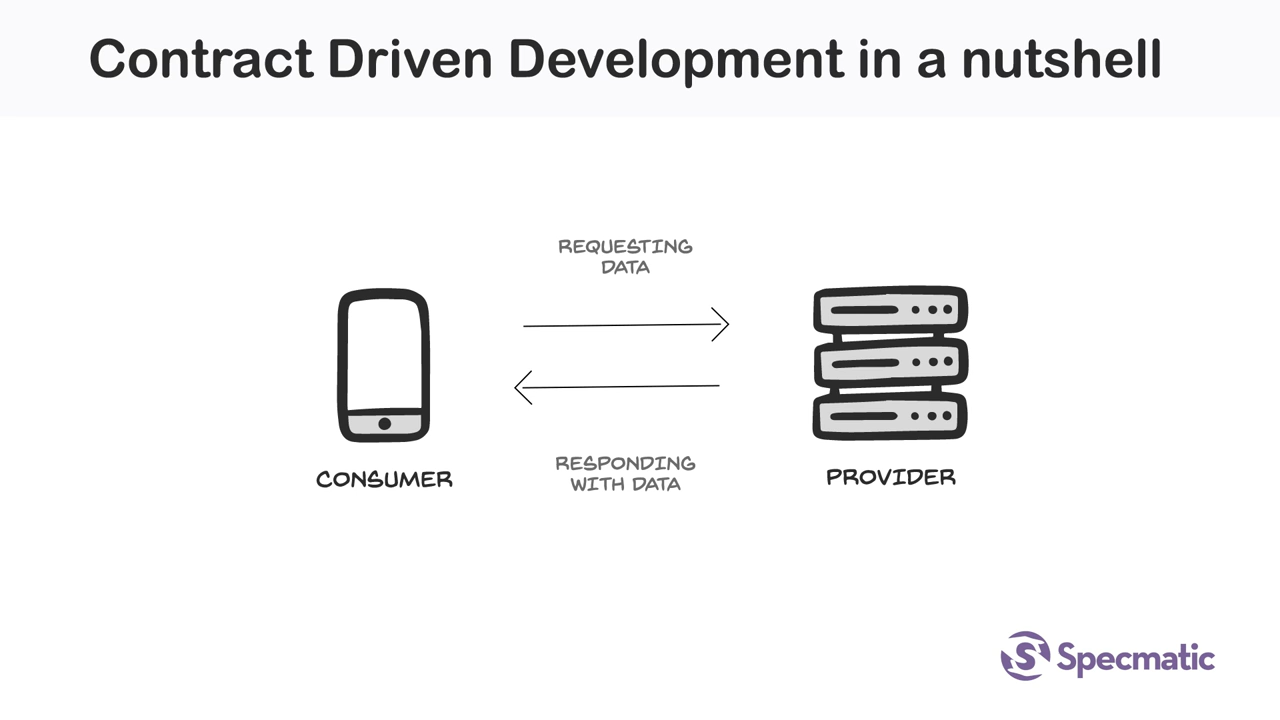 Contract Driven Development in a nutshell
REQUESTING
DATA
CONSUMER
RESPONDING
WITH DATA
PROVIDER
Specmatic